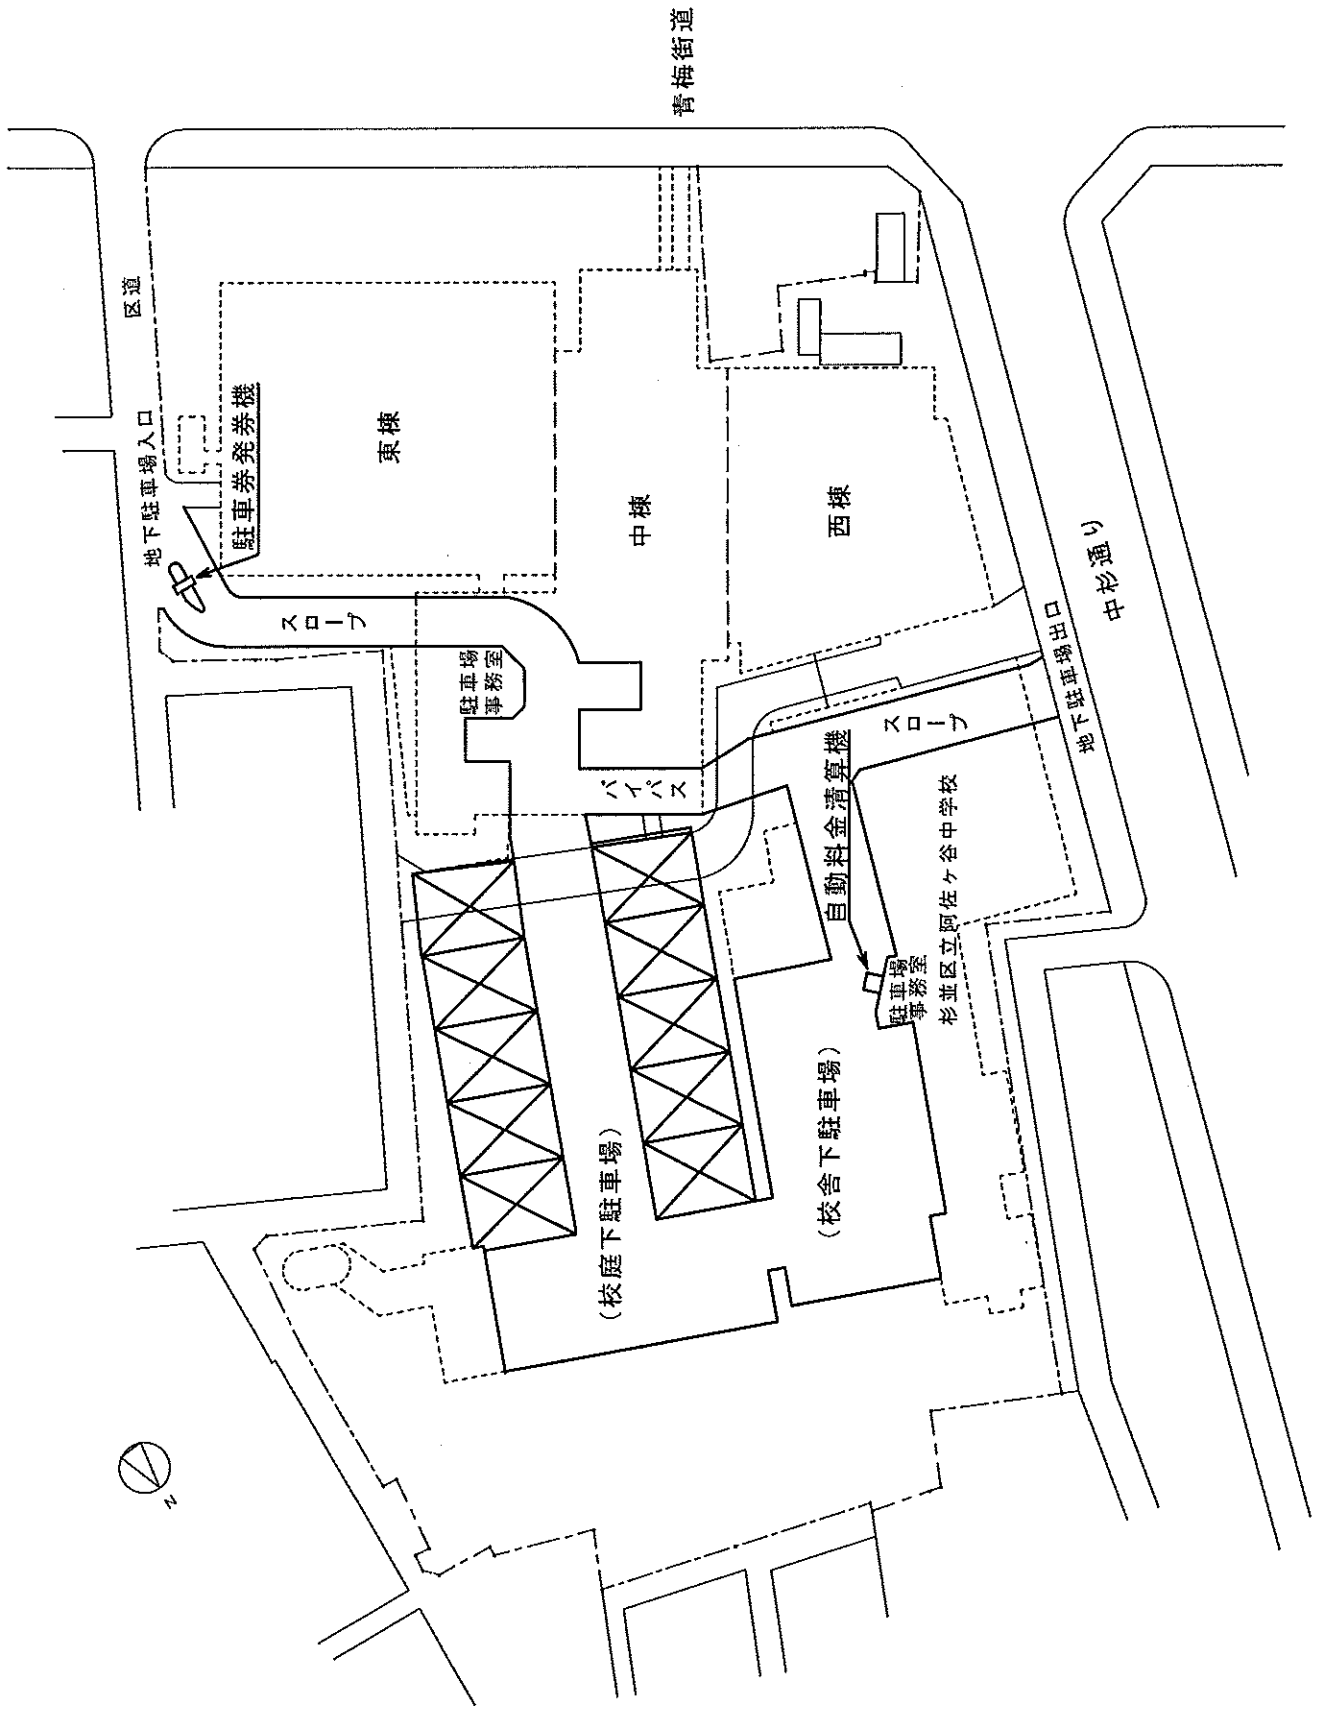 青梅街道
区道
地下駐車場入口
駐車券発券機
東棟
中棟
西棟
スロープ
駐車場
事務室
バイパス
スロープ
地下駐車場出口
中杉通り
自動料金清算機
駐車場
事務室
杉並区立阿佐ヶ谷中学校
(校庭下駐車場)
(校舎下駐車場)
N